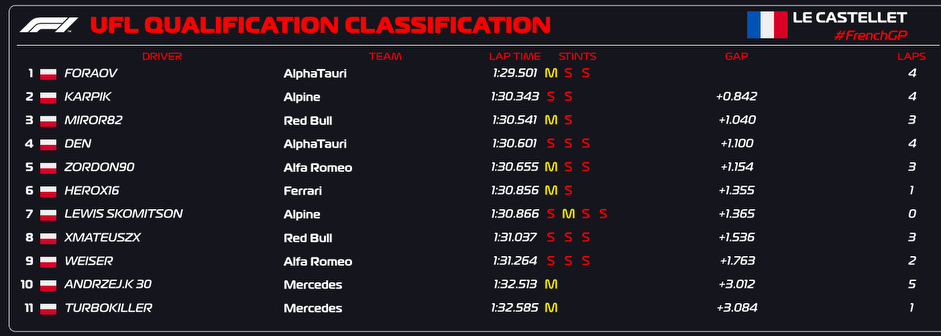 F1 UFL QUALIFICATION CLASSIFICATION LE CASTELLET
#FrenchGP
DRIVER TEAM LAP TIME STINTS GAP LAPS
1 FORAOV AlphaTauri 1:29.501 M S S 4
2 KARPIK Alpine 1:30.343 S S +0.842 4
3 MIROR82 Red Bull 1:30.541 M S +1.040 3
4 DEN AlphaTauri 1:30.601 S S S +1.100 4
5 ZORDON90 Alfa Romeo 1:30.655 M S S +1.154 3
6 HEROX16 Ferrari 1:30.856 M S +1.355 1
7 LEWIS SKOMITSON Alpine 1:30.866 S M S S +1.365 0
8 XMATEUSZX Red Bull 1:31.037 S S S +1.536 3
9 WEISER Alfa Romeo 1:31.264 S S S +1.763 2
10 ANDRZEJ.K 30 Mercedes 1:32.513 M +3.012 5
11 TURBOKILLER Mercedes 1:32.585 M +3.084 1